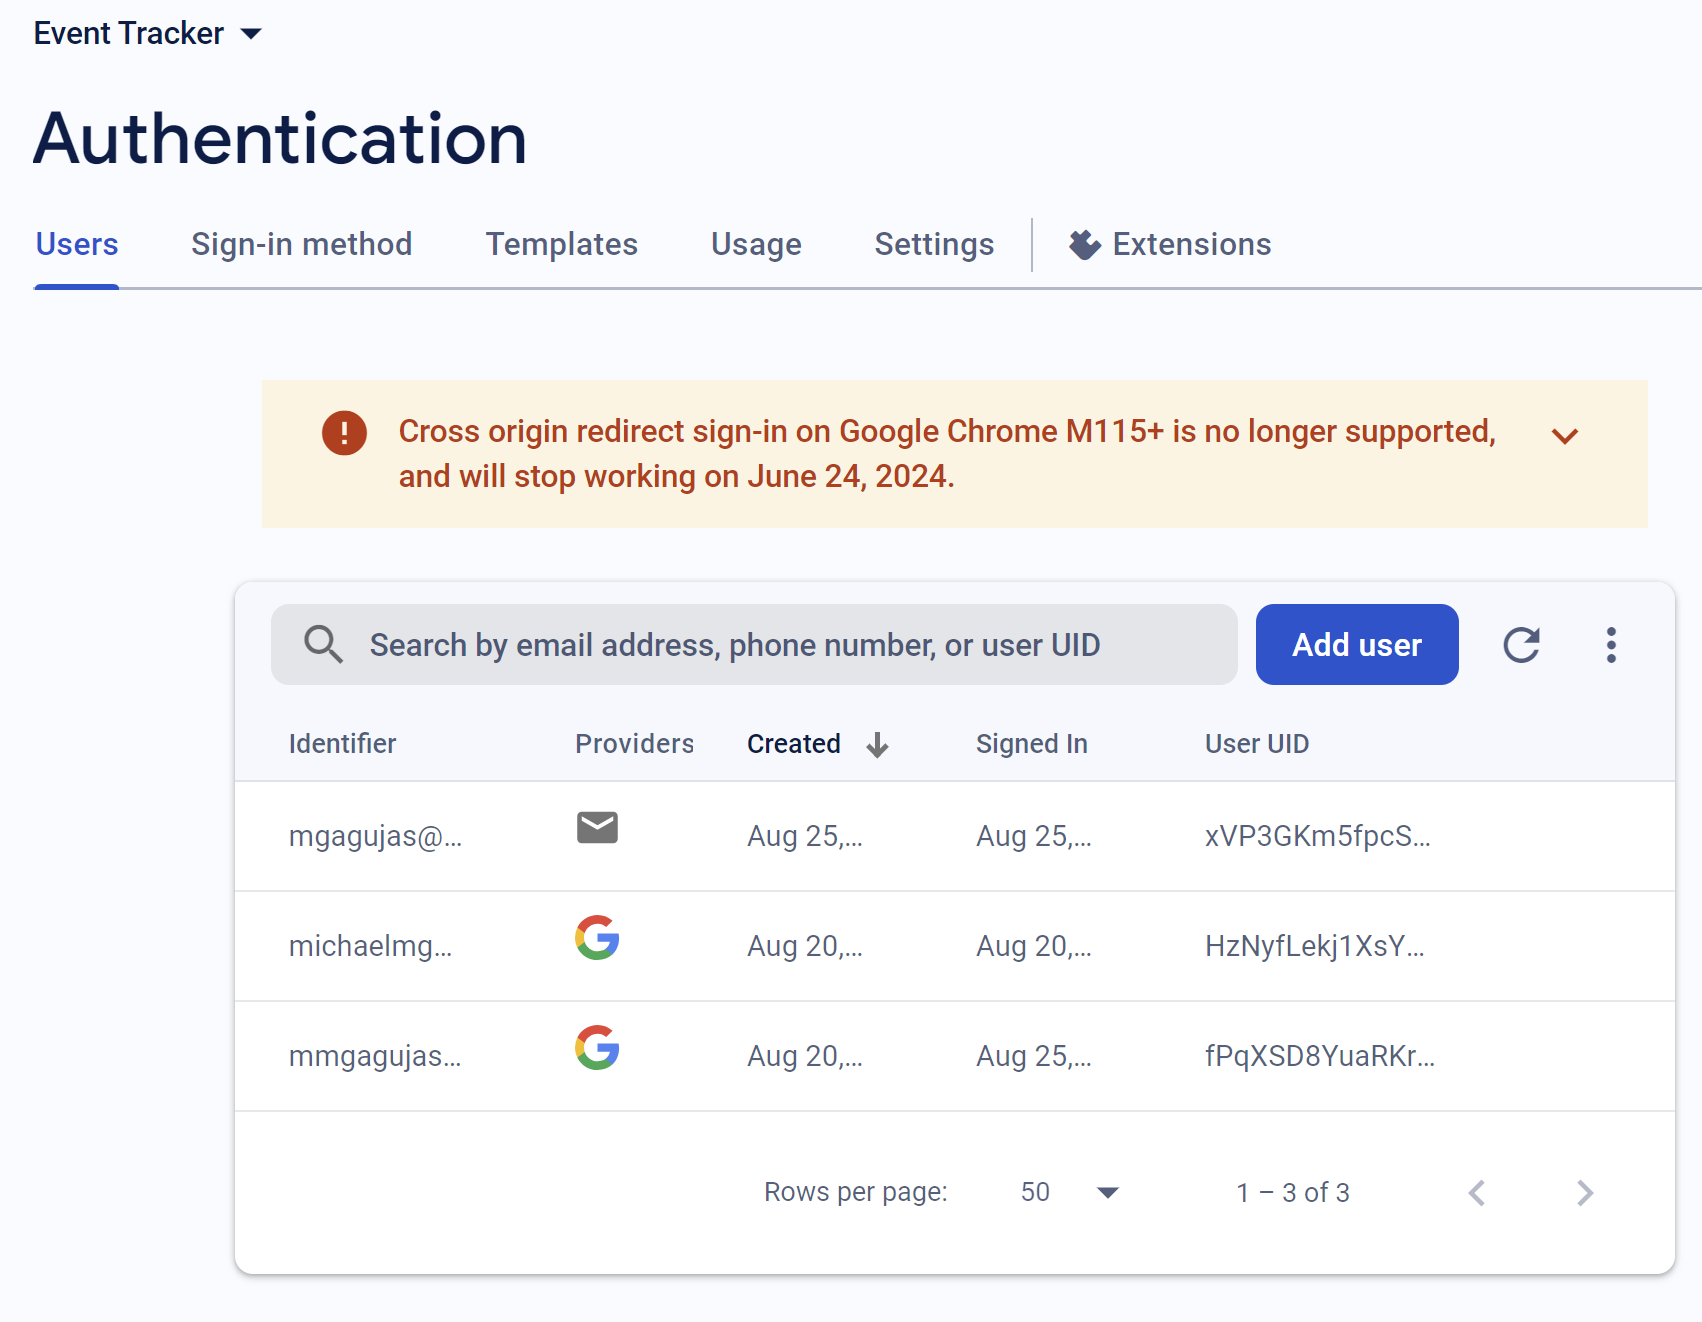 Event Tracker
Authentication
Users Sign-in method Templates Usage Settings Extensions
Cross origin redirect sign-in on Google Chrome M115+ is no longer supported,
and will stop working on June 24, 2024.
Search by email address, phone number, or user UID Add user
Identifier Providers Created Signed In User UID
mgagujas@... Aug 25,... Aug 25,... xVP3GKm5fpcS...
michaelmg... Aug 20,... Aug 20,... HzNyfLekj1XsY...
mmgagujas... Aug 20,... Aug 25,... fPqXSD8YuaRKr...
Rows per page: 50 1 – 3 of 3